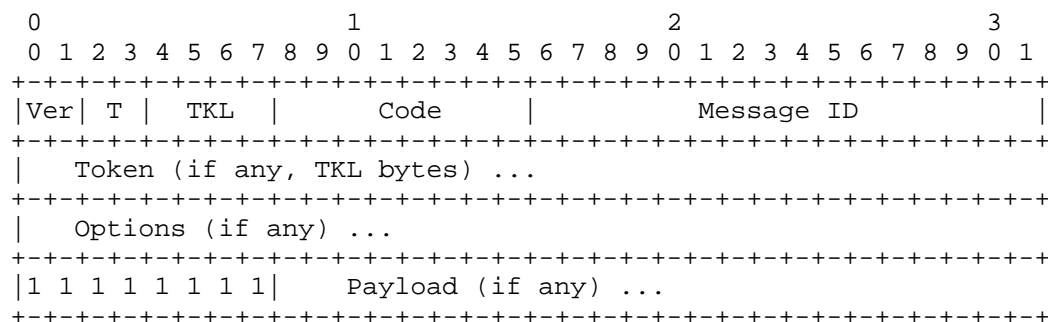 0                   1                   2                   3
 0 1 2 3 4 5 6 7 8 9 0 1 2 3 4 5 6 7 8 9 0 1 2 3 4 5 6 7 8 9 0 1
+-+-+-+-+-+-+-+-+-+-+-+-+-+-+-+-+-+-+-+-+-+-+-+-+-+-+-+-+-+-+-+-+
|Ver| T |  TKL  |      Code     |          Message ID           |
+-+-+-+-+-+-+-+-+-+-+-+-+-+-+-+-+-+-+-+-+-+-+-+-+-+-+-+-+-+-+-+-+
|   Token (if any, TKL bytes) ...
+-+-+-+-+-+-+-+-+-+-+-+-+-+-+-+-+-+-+-+-+-+-+-+-+-+-+-+-+-+-+-+-+
|   Options (if any) ...
+-+-+-+-+-+-+-+-+-+-+-+-+-+-+-+-+-+-+-+-+-+-+-+-+-+-+-+-+-+-+-+-+
|1 1 1 1 1 1 1 1|    Payload (if any) ...
+-+-+-+-+-+-+-+-+-+-+-+-+-+-+-+-+-+-+-+-+-+-+-+-+-+-+-+-+-+-+-+-+